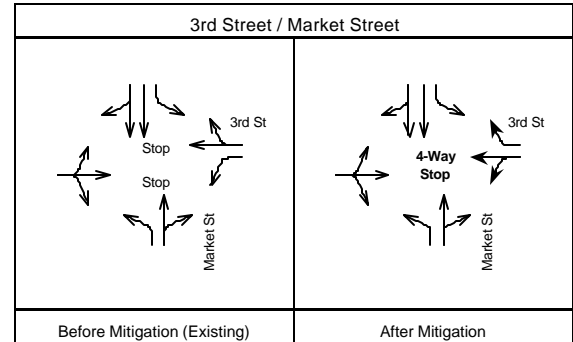 3rd Street / Market Street
3rd St
Stop
Stop
Market St
Before Mitigation (Existing)
3rd St
4-Way
Stop
Market St
After Mitigation